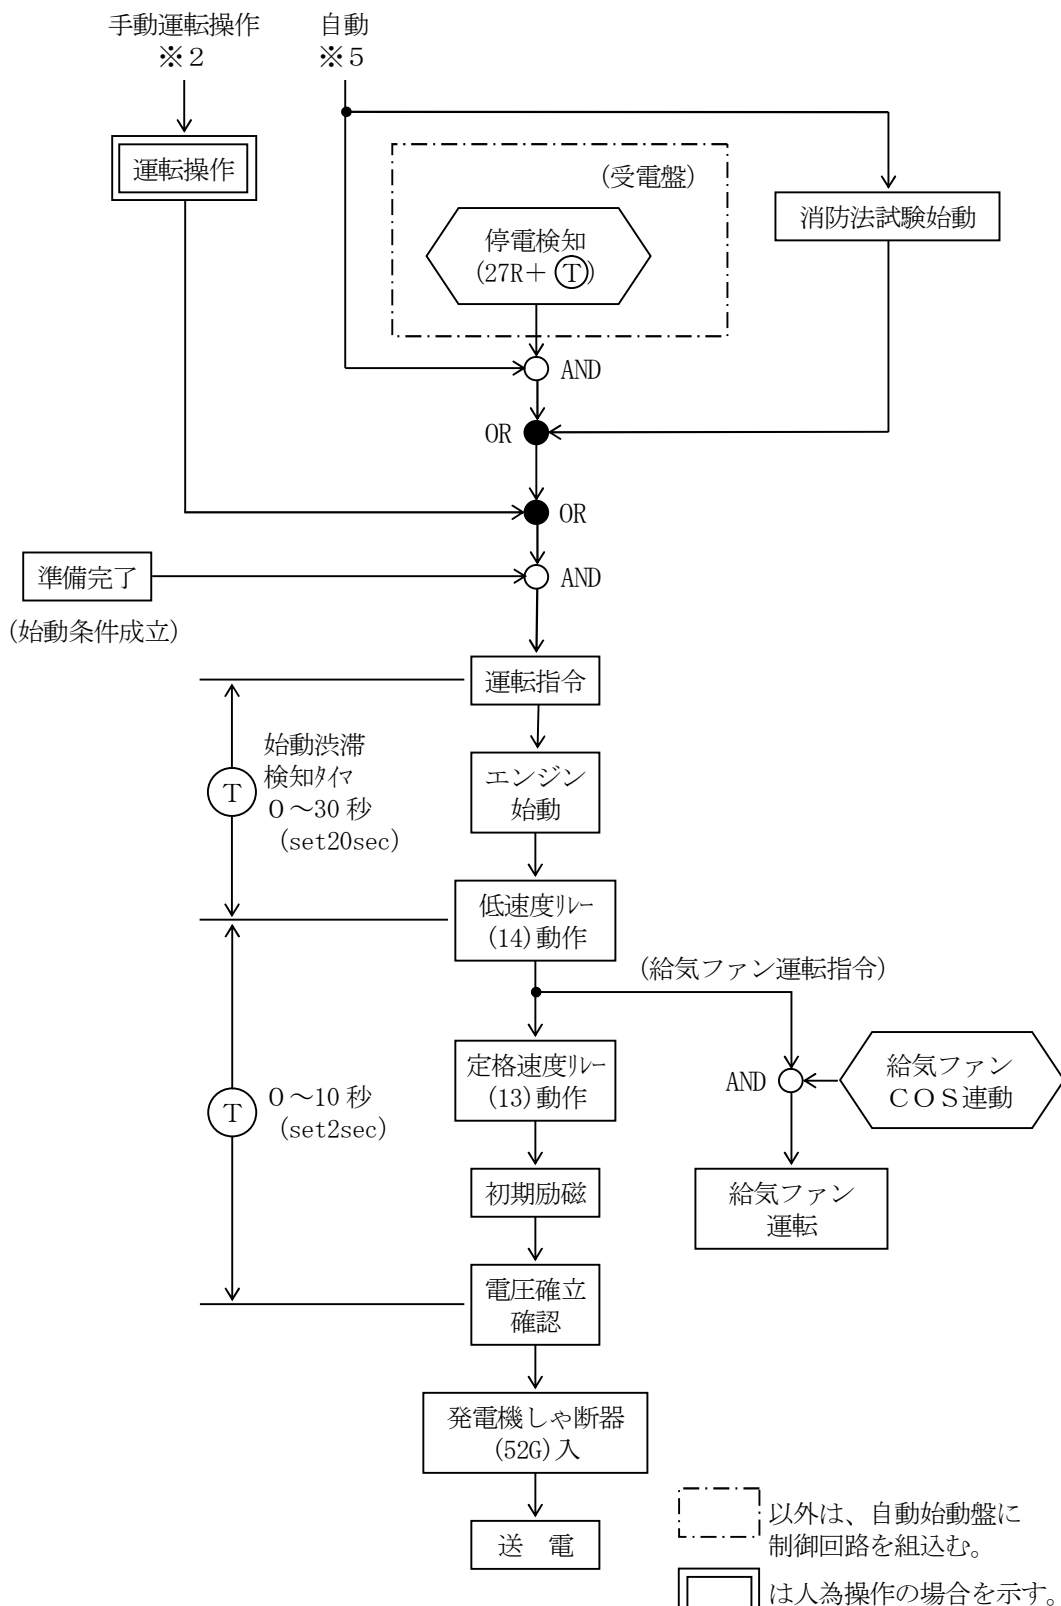 手動運転操作
※２
自動
※５
運転操作
(受電盤)
停電検知
(27R＋Ⓣ)
消防法試験始動
AND
OR
OR
準備完了
AND
(始動条件成立)
運転指令
始動渋滞
検知ﾀｲﾏ
０～30 秒
(set20sec)
T
エンジン
始動
低速度ﾘﾚｰ
(14)動作
(給気ファン運転指令)
定格速度ﾘﾚｰ
(13)動作
AND
給気ファン
ＣＯＳ連動
T
０～10 秒
(set2sec)
初期励磁
給気ファン
運転
電圧確立
確認
発電機しゃ断器
(52G)入
送　電
以外は、自動始動盤に
制御回路を組込む。
は人為操作の場合を示す。